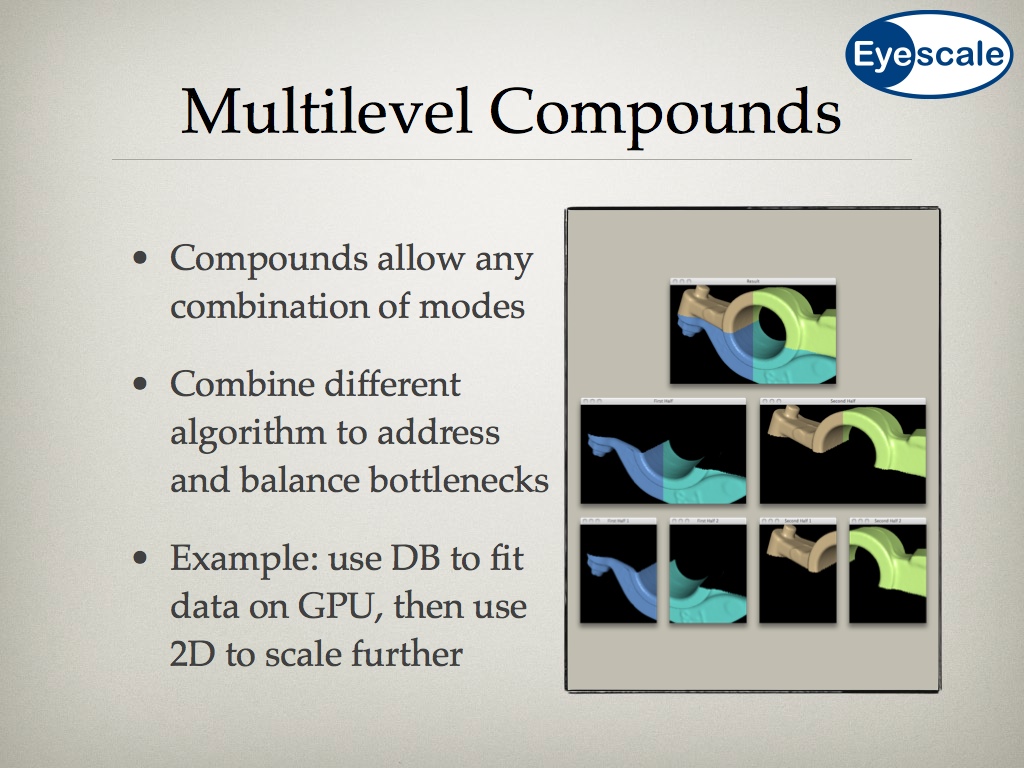 Eyescale
Multilevel Compounds
• Compounds allow any
combination of modes
• Combine different
algorithm to address
and balance bottlenecks
• Example: use DB to fit
data on GPU, then use
2D to scale further
Result
First Half
Second Half
First Half 1
First Half 2
Second Half 1
Second Half 2